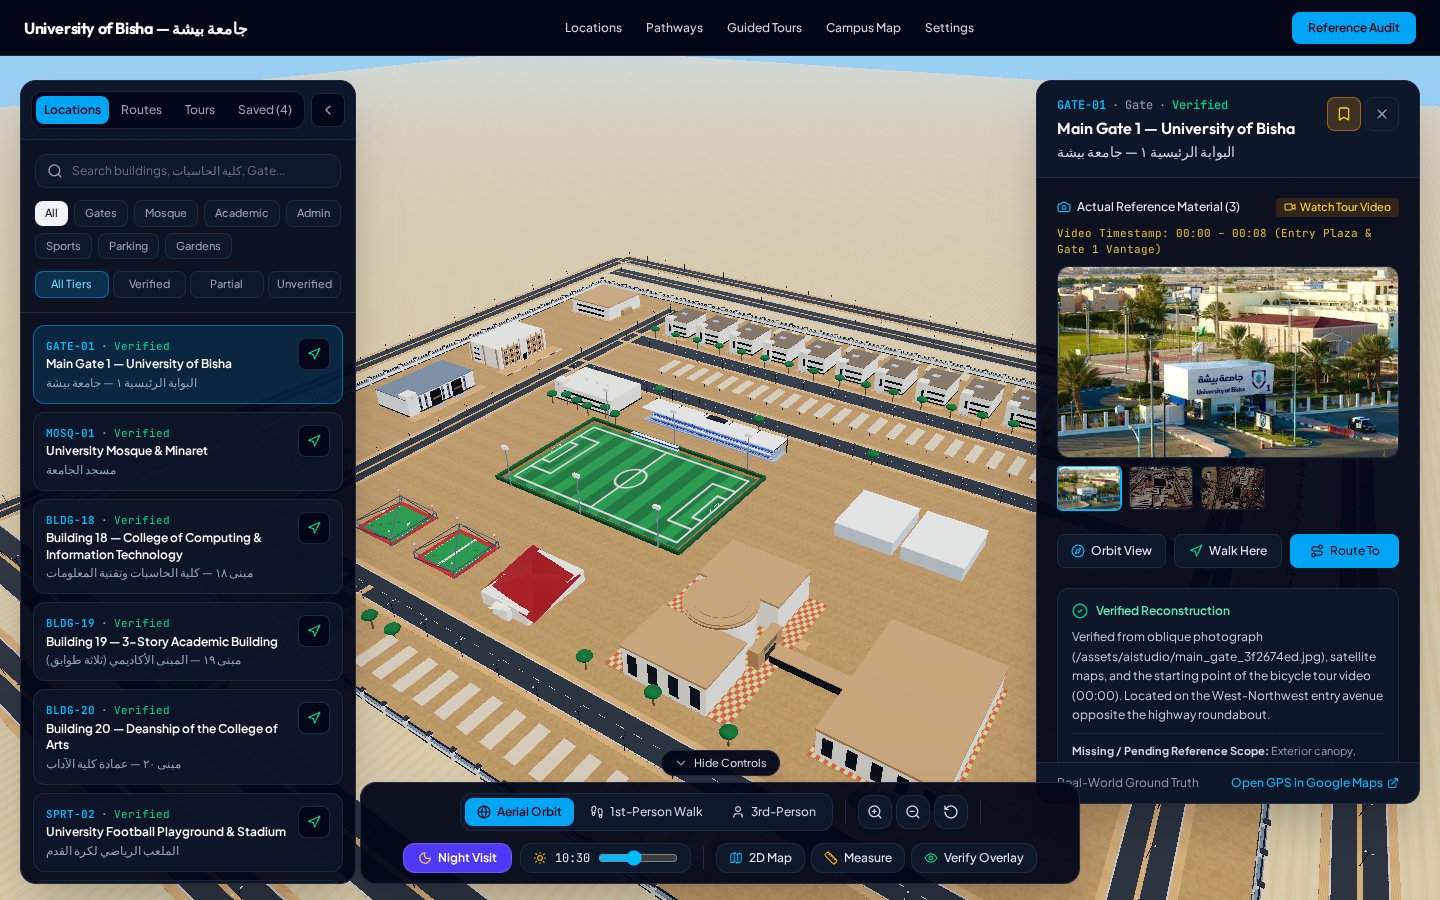 University of Bisha — جامعة بيشة
Locations
Pathways
Guided Tours
Campus Map
Settings
Reference Audit
Locations
Routes
Tours
Saved (4)
Search buildings, كلية الحاسبات, Gate...
All
Gates
Mosque
Academic
Admin
Sports
Parking
Gardens
All Tiers
Verified
Partial
Unverified
GATE-01 · Verified
Main Gate 1 — University of Bisha
البوابة الرئيسية ١ — جامعة بيشة
MOSQ-01 · Verified
University Mosque & Minaret
مسجد الجامعة
BLDG-18 · Verified
Building 18 — College of Computing &
Information Technology
مبنى ١٨ — كلية الحاسبات وتقنية المعلومات
BLDG-19 · Verified
Building 19 — 3-Story Academic Building
مبنى ١٩ — المبنى الأكاديمي (ثلاثة طوابق)
BLDG-20 · Verified
Building 20 — Deanship of the College of
Arts
مبنى ٢٠ — عمادة كلية الآداب
SPRT-02 · Verified
University Football Playground & Stadium
الملعب الرياضي لكرة القدم
Hide Controls
Aerial Orbit
1st-Person Walk
3rd-Person
Night Visit
10:30
2D Map
Measure
Verify Overlay
GATE-01 · Gate · Verified
Main Gate 1 — University of Bisha
البوابة الرئيسية ١ — جامعة بيشة
Actual Reference Material (3)
Watch Tour Video
Video Timestamp: 00:00 – 00:08 (Entry Plaza &
Gate 1 Vantage)
جامعة بيشة
University of Bisha
1
Orbit View
Walk Here
Route To
Verified Reconstruction
Verified from oblique photograph
(/assets/aistudio/main_gate_3f2674ed.jpg), satellite
maps, and the starting point of the bicycle tour video
(00:00). Located on the West-Northwest entry avenue
opposite the highway roundabout.
Missing / Pending Reference Scope: Exterior canopy,
Real-World Ground Truth
Open GPS in Google Maps